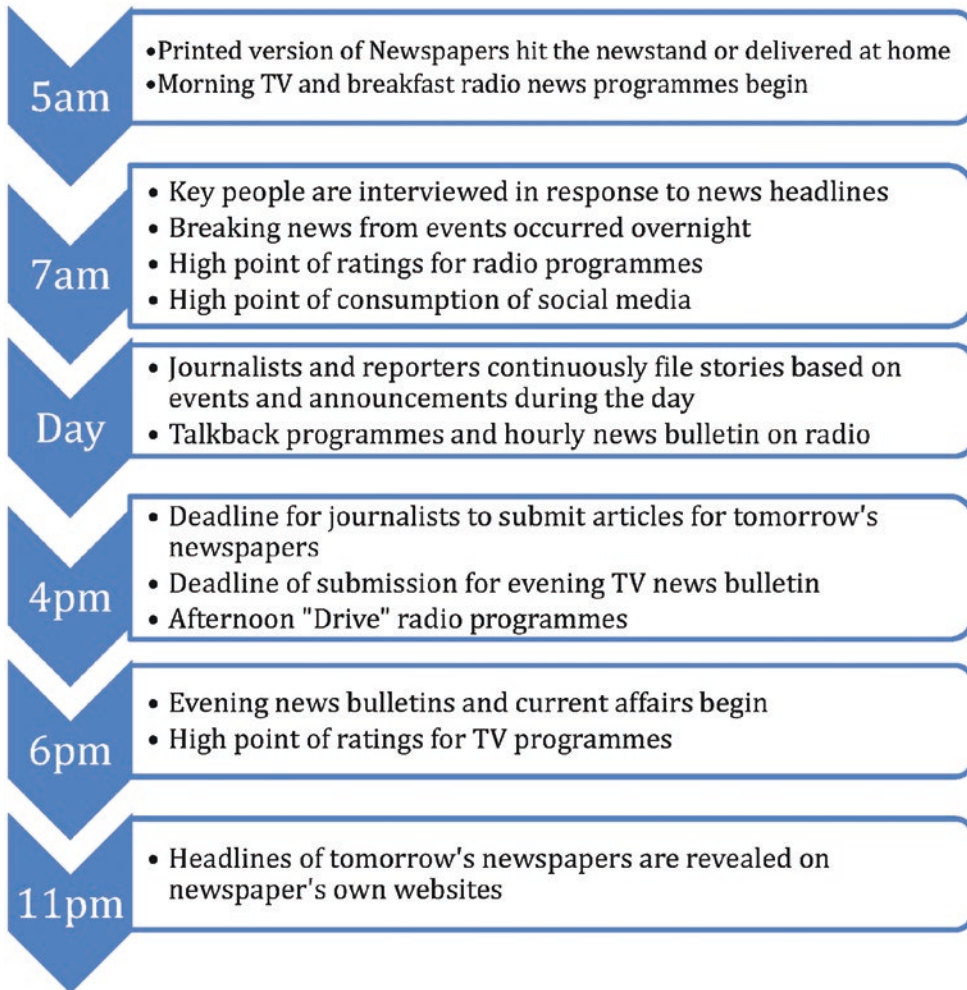 5am
•Printed version of Newspapers hit the newstand or delivered at home
•Morning TV and breakfast radio news programmes begin
7am
• Key people are interviewed in response to news headlines
• Breaking news from events occurred overnight
• High point of ratings for radio programmes
• High point of consumption of social media
Day
• Journalists and reporters continuously file stories based on
events and announcements during the day
• Talkback programmes and hourly news bulletin on radio
4pm
• Deadline for journalists to submit articles for tomorrow's
newspapers
• Deadline of submission for evening TV news bulletin
• Afternoon "Drive" radio programmes
6pm
• Evening news bulletins and current affairs begin
• High point of ratings for TV programmes
11pm
• Headlines of tomorrow's newspapers are revealed on
newspaper's own websites